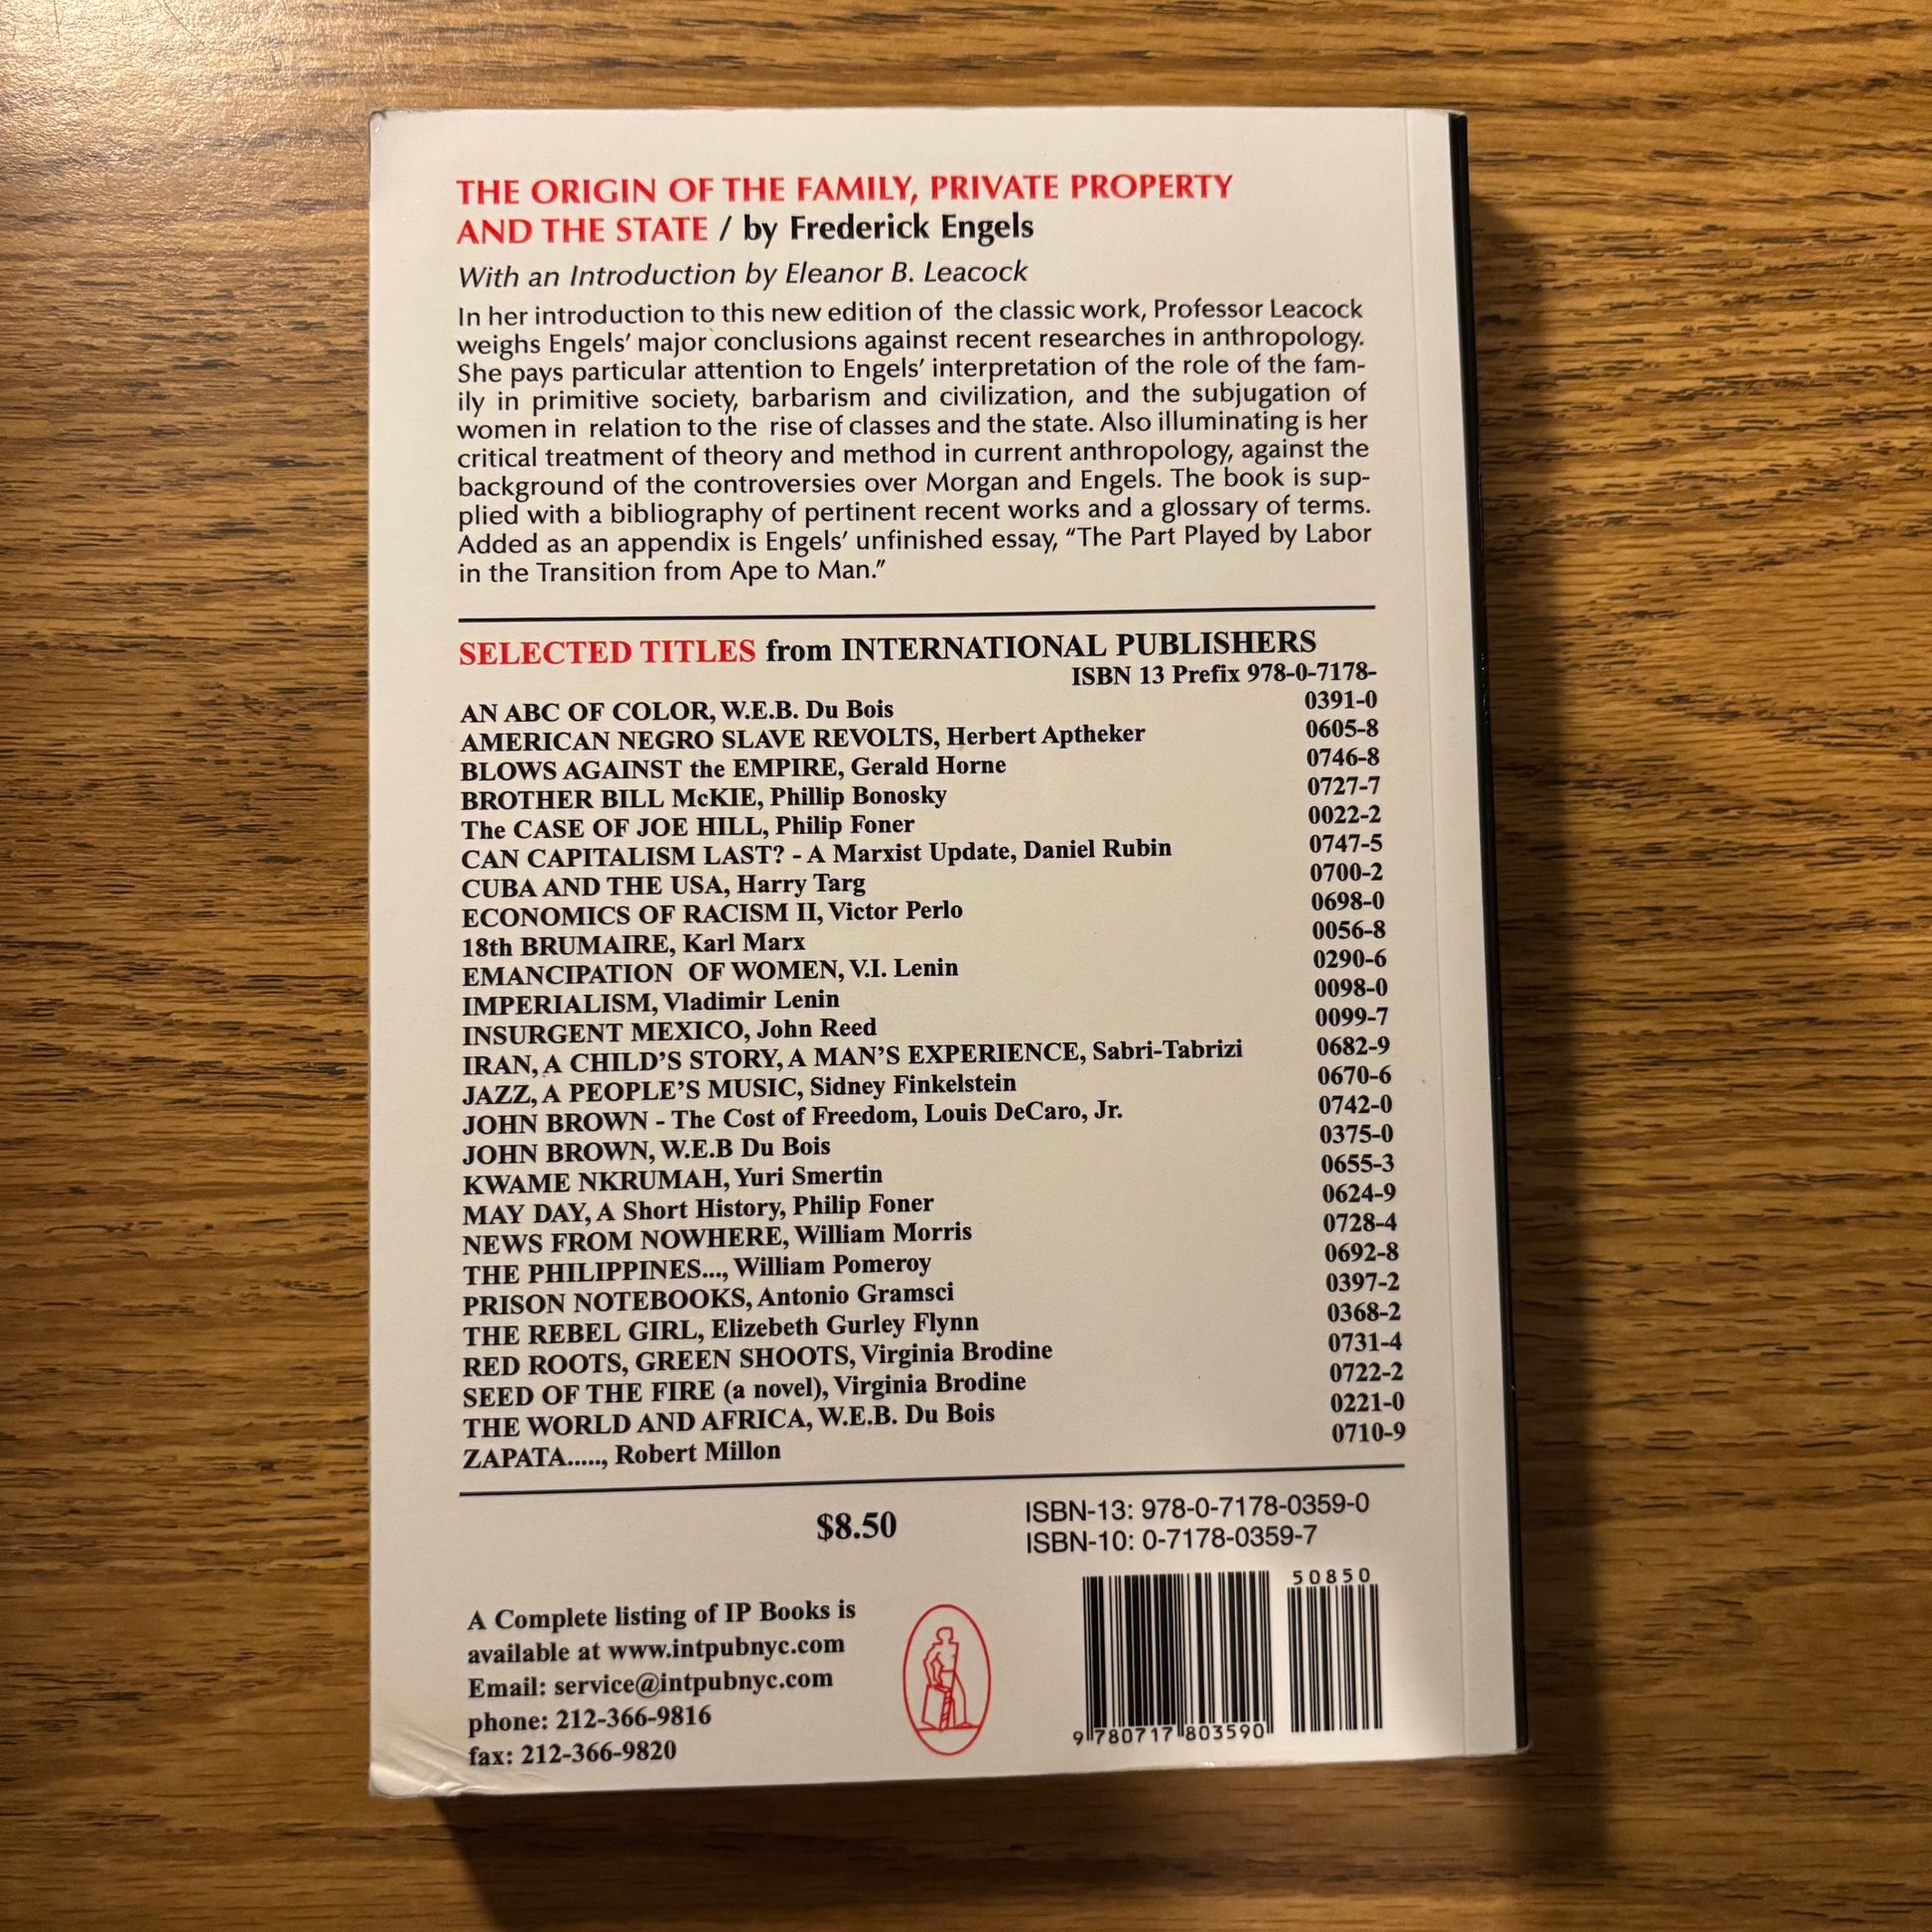 THE ORIGIN OF THE FAMILY, PRIVATE PROPERTY
AND THE STATE / by Frederick Engels
With an Introduction by Eleanor B. Leacock
In her introduction to this new edition of the classic work, Professor Leacock
weighs Engels’ major conclusions against recent researches in anthropology.
She pays particular attention to Engels’ interpretation of the role of the fam-
ily in primitive society, barbarism and civilization, and the subjugation of
women in relation to the rise of classes and the state. Also illuminating is her
critical treatment of theory and method in current anthropology, against the
background of the controversies over Morgan and Engels. The book is sup-
plied with a bibliography of pertinent recent works and a glossary of terms.
Added as an appendix is Engels’ unfinished essay, “The Part Played by Labor
in the Transition from Ape to Man.”
SELECTED TITLES from INTERNATIONAL PUBLISHERS
ISBN 13 Prefix 978-0-7178-
AN ABC OF COLOR, W.E.B. Du Bois 0391-0
AMERICAN NEGRO SLAVE REVOLTS, Herbert Aptheker 0605-8
BLOWS AGAINST the EMPIRE, Gerald Horne 0746-8
BROTHER BILL McKIE, Phillip Bonosky 0727-7
The CASE OF JOE HILL, Philip Foner 0022-2
CAN CAPITALISM LAST? - A Marxist Update, Daniel Rubin 0747-5
CUBA AND THE USA, Harry Targ 0700-2
ECONOMICS OF RACISM II, Victor Perlo 0698-0
18th BRUMAIRE, Karl Marx 0056-8
EMANCIPATION OF WOMEN, V.I. Lenin 0290-6
IMPERIALISM, Vladimir Lenin 0098-0
INSURGENT MEXICO, John Reed 0099-7
IRAN, A CHILD’S STORY, A MAN’S EXPERIENCE, Sabri-Tabrizi 0682-9
JAZZ, A PEOPLE’S MUSIC, Sidney Finkelstein 0670-6
JOHN BROWN - The Cost of Freedom, Louis DeCaro, Jr. 0742-0
JOHN BROWN, W.E.B Du Bois 0375-0
KWAME NKRUMAH, Yuri Smertin 0655-3
MAY DAY, A Short History, Philip Foner 0624-9
NEWS FROM NOWHERE, William Morris 0728-4
THE PHILIPPINES..., William Pomeroy 0692-8
PRISON NOTEBOOKS, Antonio Gramsci 0397-2
THE REBEL GIRL, Elizebeth Gurley Flynn 0368-2
RED ROOTS, GREEN SHOOTS, Virginia Brodine 0731-4
SEED OF THE FIRE (a novel), Virginia Brodine 0722-2
THE WORLD AND AFRICA, W.E.B. Du Bois 0221-0
ZAPATA....., Robert Millon 0710-9
$8.50
ISBN-13: 978-0-7178-0359-0
ISBN-10: 0-7178-0359-7
A Complete listing of IP Books is
available at www.intpubnyc.com
Email: service@intpubnyc.com
phone: 212-366-9816
fax: 212-366-9820
50850
9 780717 803590